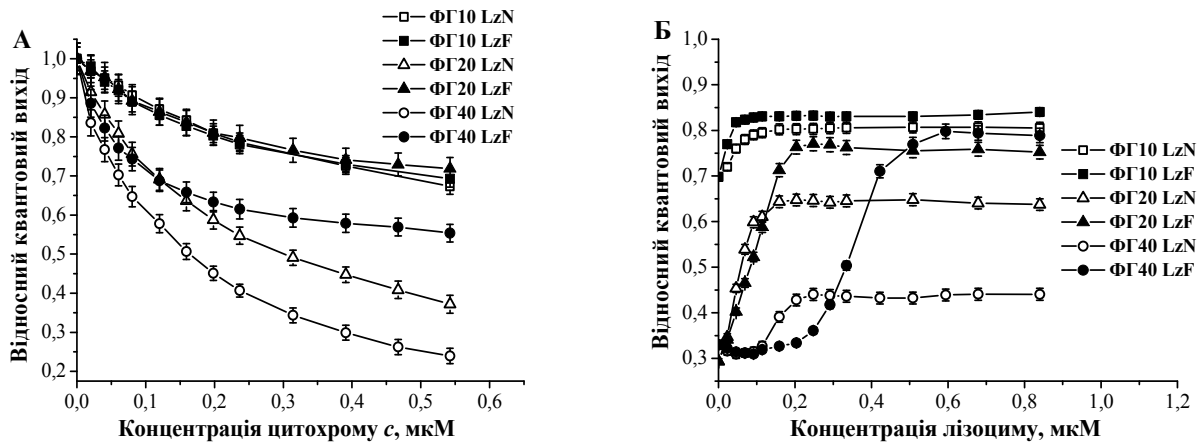 А
Відносний квантовий вихід
1,0
0,9
0,8
0,7
0,6
0,5
0,4
0,3
0,2
ФГ10 LzN
ФГ10 LzF
ФГ20 LzN
ФГ20 LzF
ФГ40 LzN
ФГ40 LzF
0,0 0,1 0,2 0,3 0,4 0,5 0,6
Концентрація цитохрому с, мкМ
Б
Відносний квантовий вихід
1,0
0,9
0,8
0,7
0,6
0,5
0,4
0,3
ФГ10 LzN
ФГ10 LzF
ФГ20 LzN
ФГ20 LzF
ФГ40 LzN
ФГ40 LzF
0,0 0,2 0,4 0,6 0,8 1,0 1,2
Концентрація лізоциму, мкМ